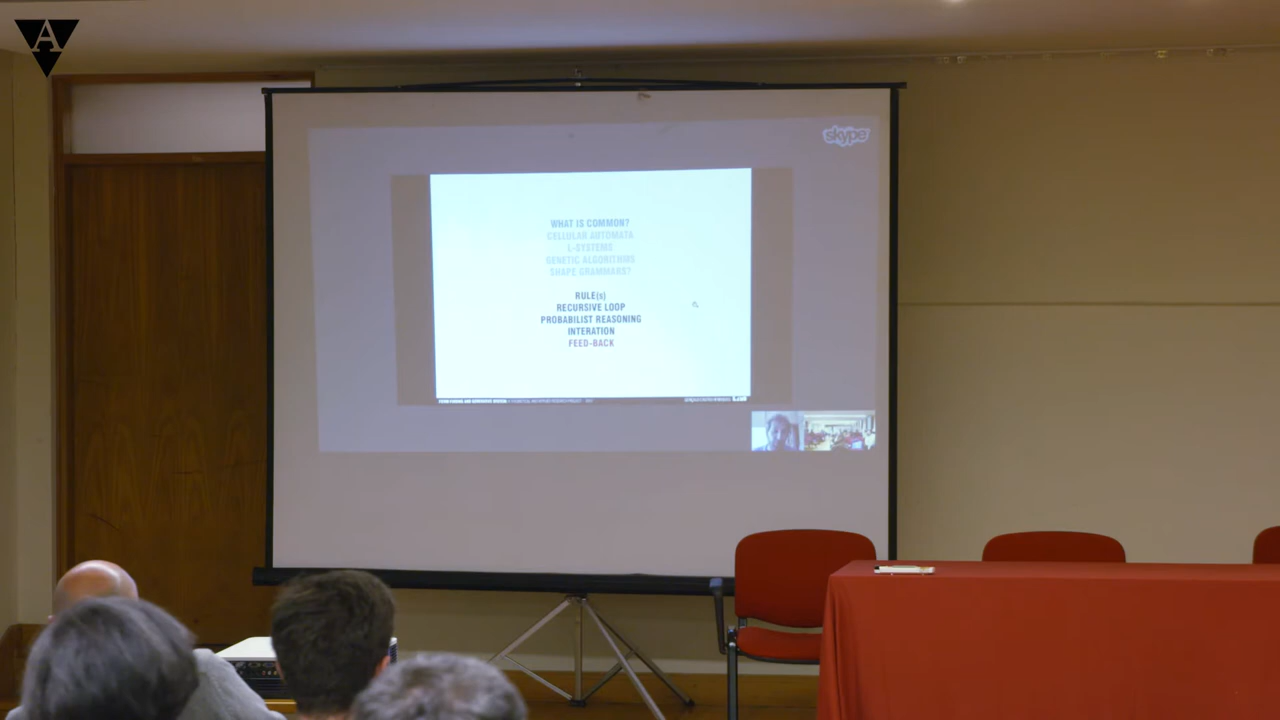 A
skype
WHAT IS COMMON?
CELLULAR AUTOMATA
L-SYSTEMS
GENETIC ALGORITHMS
SHAPE GRAMMARS?
RULE(s)
RECURSIVE LOOP
PROBABILIST REASONING
INTERATION
FEED-BACK